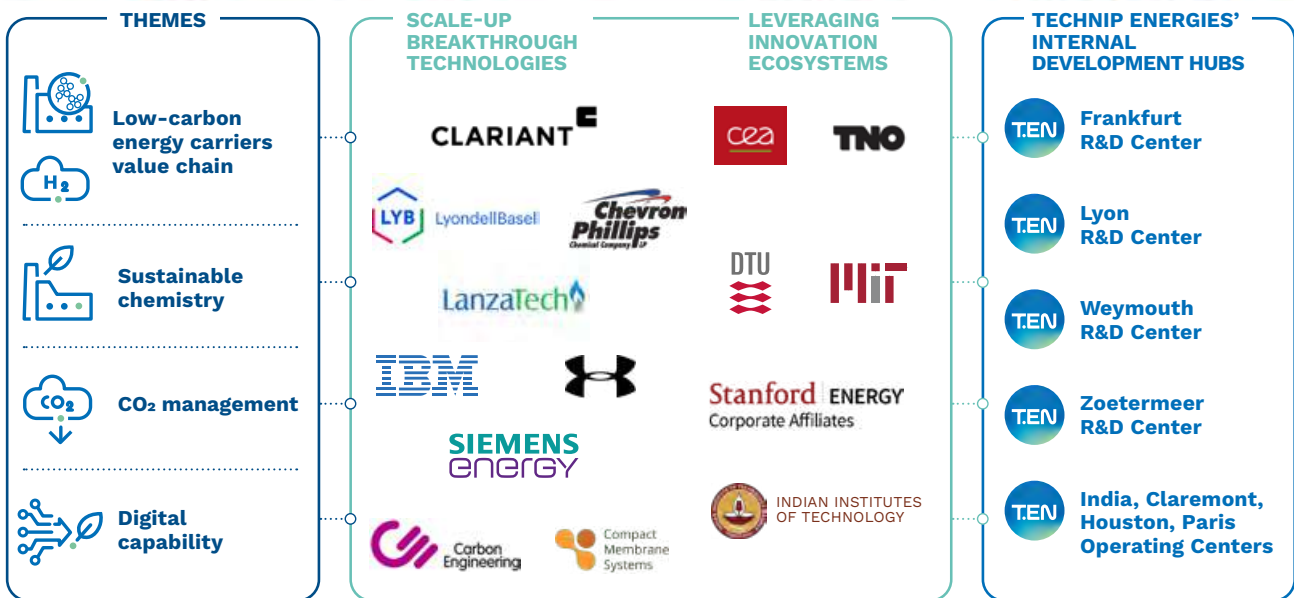 THEMES
Low-carbon
energy carriers
value chain
H₂
Sustainable
chemistry
CO₂
CO₂ management
Digital
capability
SCALE-UP
BREAKTHROUGH
TECHNOLOGIES
CLARIANT
LYB
LyondellBasell
Chevron
Phillips
Chemical Company LP
LanzaTech
IBM
SIEMENS
energy
Carbon
Engineering
Compact
Membrane
Systems
LEVERAGING
INNOVATION
ECOSYSTEMS
cea
TNO
DTU
MiT
Stanford ENERGY
Corporate Affiliates
INDIAN INSTITUTES
OF TECHNOLOGY
TECHNIP ENERGIES’
INTERNAL
DEVELOPMENT HUBS
T.EN
Frankfurt
R&D Center
T.EN
Lyon
R&D Center
T.EN
Weymouth
R&D Center
T.EN
Zoetermeer
R&D Center
T.EN
India, Claremont,
Houston, Paris
Operating Centers